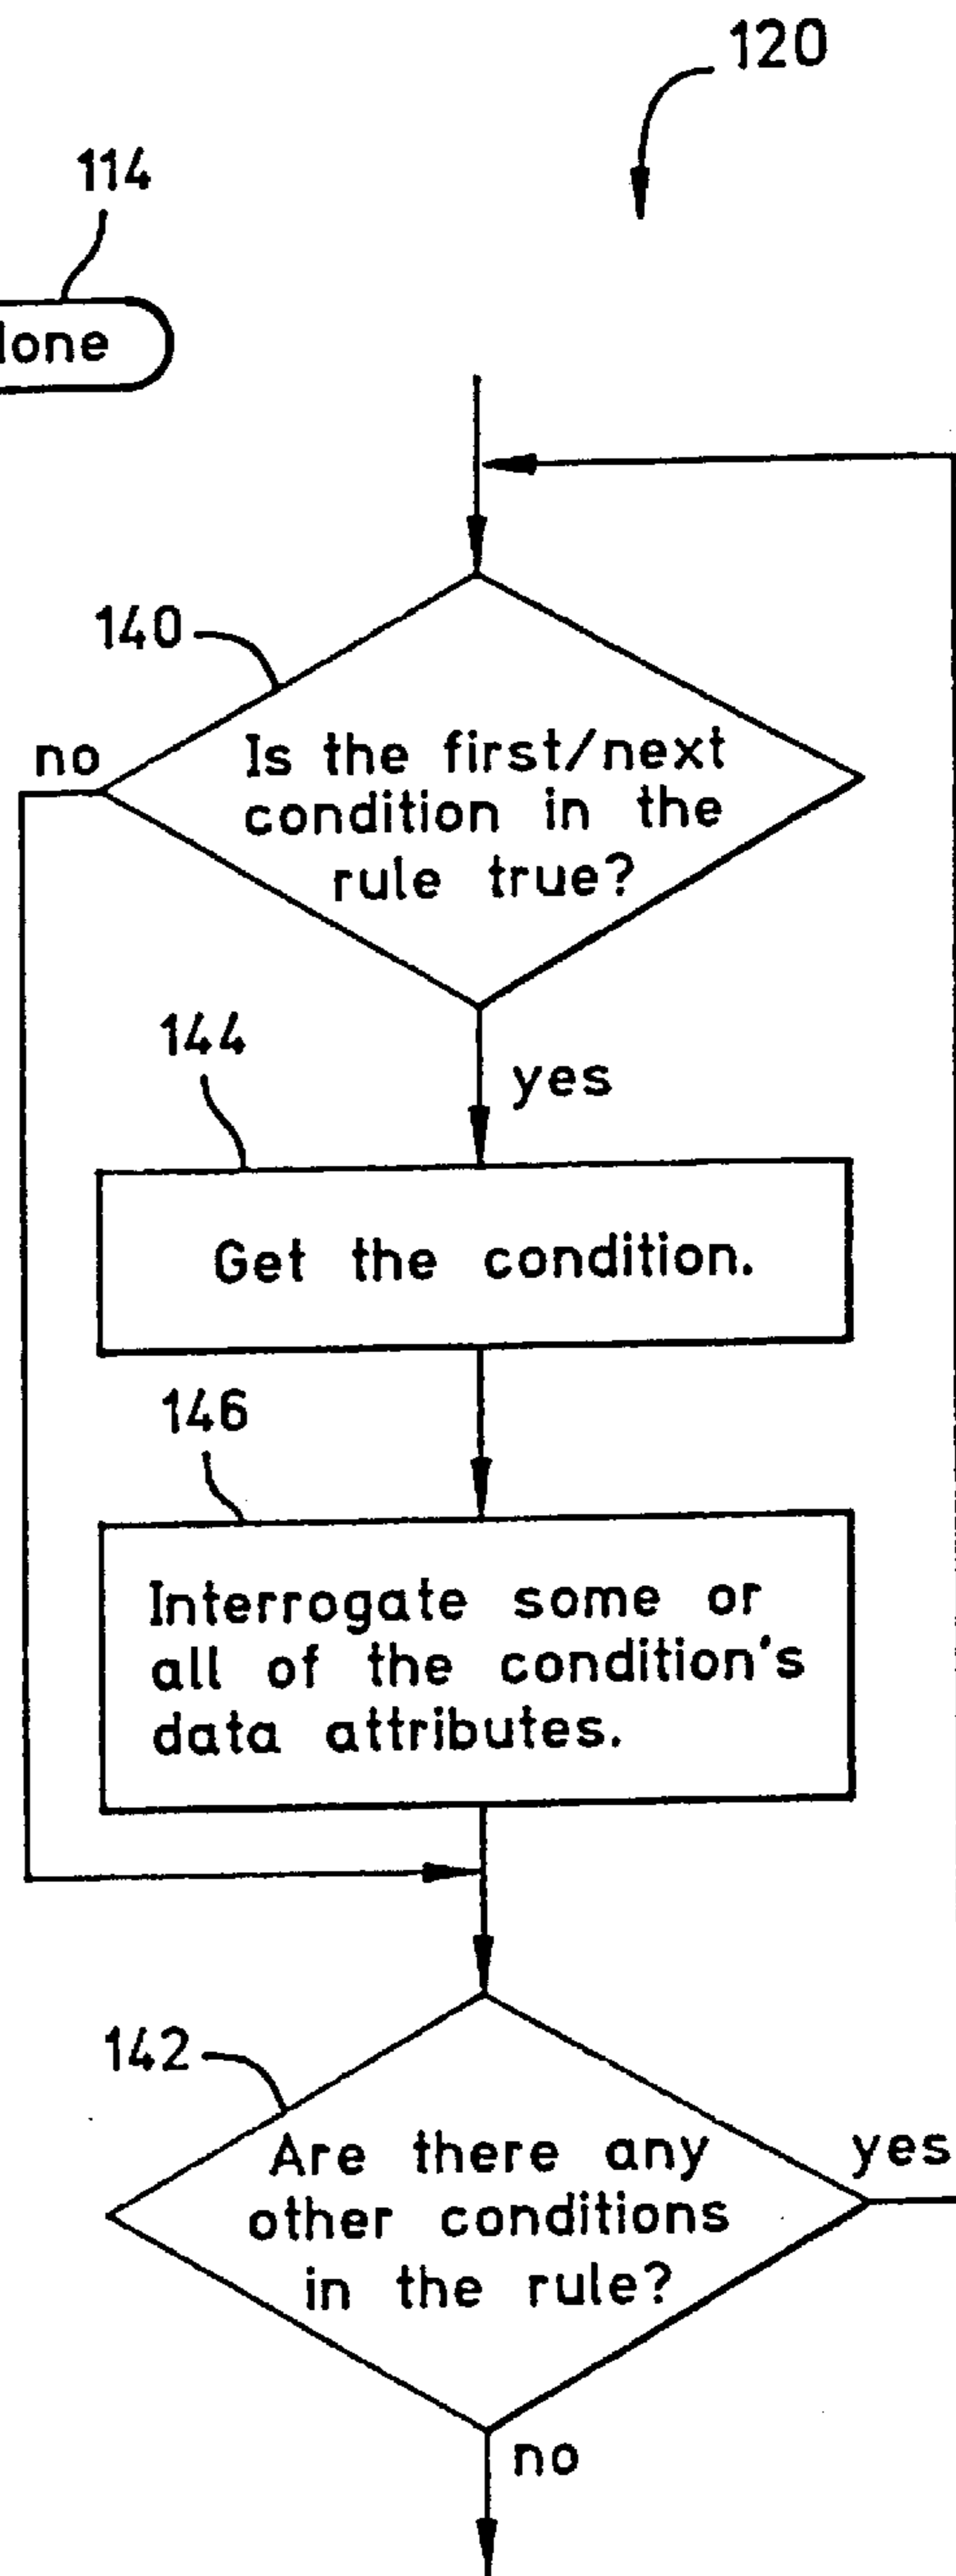 120
114
140
no
Is the first/next
condition in the
rule true?
144
yes
Get the condition.
146
Interrogate some or
all of the condition's
data attributes.
142
Are there any
other conditions
in the rule?
yes
no